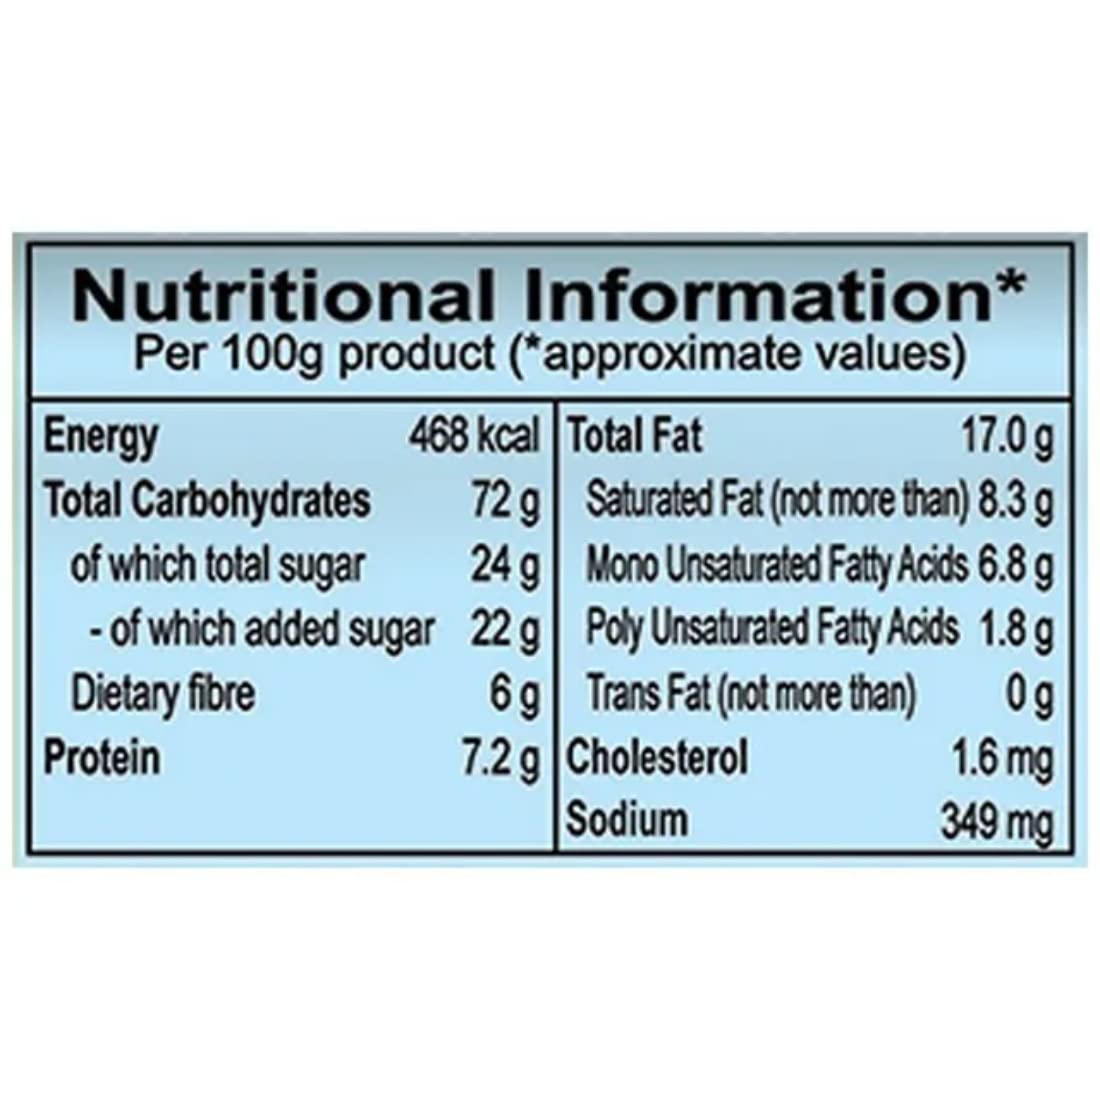 Nutritional Information*
Per 100g product (*approximate values)
Energy 468 kcal
Total Carbohydrates 72 g
of which total sugar 24 g
- of which added sugar 22 g
Dietary fibre 6 g
Protein 7.2 g
Total Fat 17.0 g
Saturated Fat (not more than) 8.3 g
Mono Unsaturated Fatty Acids 6.8 g
Poly Unsaturated Fatty Acids 1.8 g
Trans Fat (not more than) 0 g
Cholesterol 1.6 mg
Sodium 349 mg